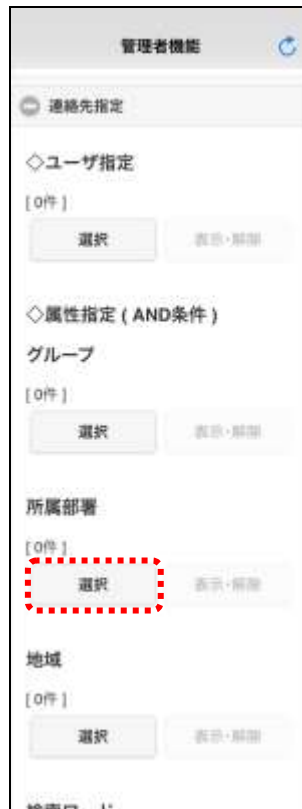 管理者機能
連絡先指定
◇ユーザ指定
[ 0件 ]
選択 表示・解除
◇属性指定 ( AND条件 )
グループ
[ 0件 ]
選択 表示・解除
所属部署
[ 0件 ]
選択 表示・解除
地域
[ 0件 ]
選択 表示・解除